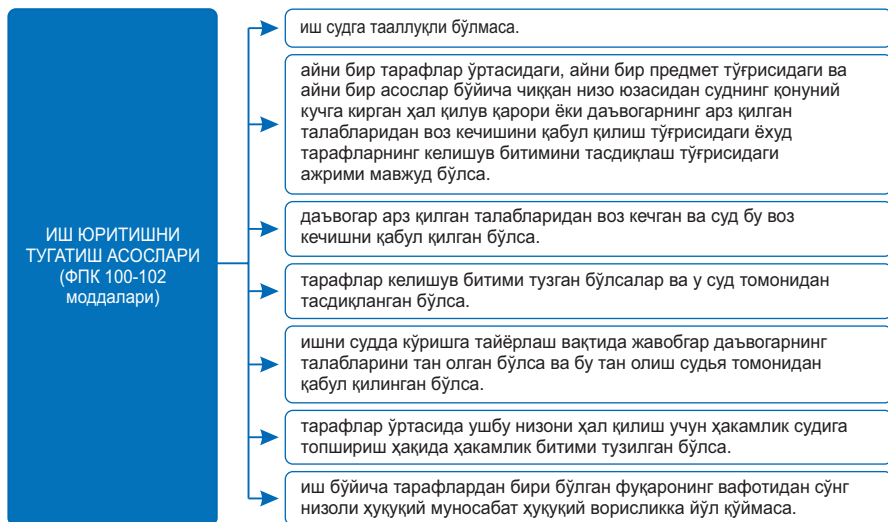 ИШ ЮРИТИШНИ
ТУГАТИШ АСОСЛАРИ
(ФПК 100-102
моддалари)
иш судга тааллуқли бўлмаса.
айни бир тарафлар ўртасидаги, айни бир предмет тўғрисидаги ва
айни бир асослар бўйича чиққан низо юзасидан суднинг қонуний
кучга кирган ҳал қилув қарори ёки даъвогарнинг арз қилган
талабларидан воз кечишини қабул қилиш тўғрисидаги ёхуд
тарафларнинг келишув битимини тасдиқлаш тўғрисидаги
ажрими мавжуд бўлса.
даъвогар арз қилган талабларидан воз кечган ва суд бу воз
кечишни қабул қилган бўлса.
тарафлар келишув битими тузган бўлсалар ва у суд томонидан
тасдиқланган бўлса.
ишни судда кўришга тайёрлаш вақтида жавобгар даъвогарнинг
талабларини тан олган бўлса ва бу тан олиш судья томонидан
қабул қилинган бўлса.
тарафлар ўртасида ушбу низони ҳал қилиш учун ҳакамлик судига
топшириш ҳақида ҳакамлик битими тузилган бўлса.
иш бўйича тарафлардан бири бўлган фуқаронинг вафотидан сўнг
низоли ҳуқуқий муносабат ҳуқуқий ворисликка йўл қўймаса.